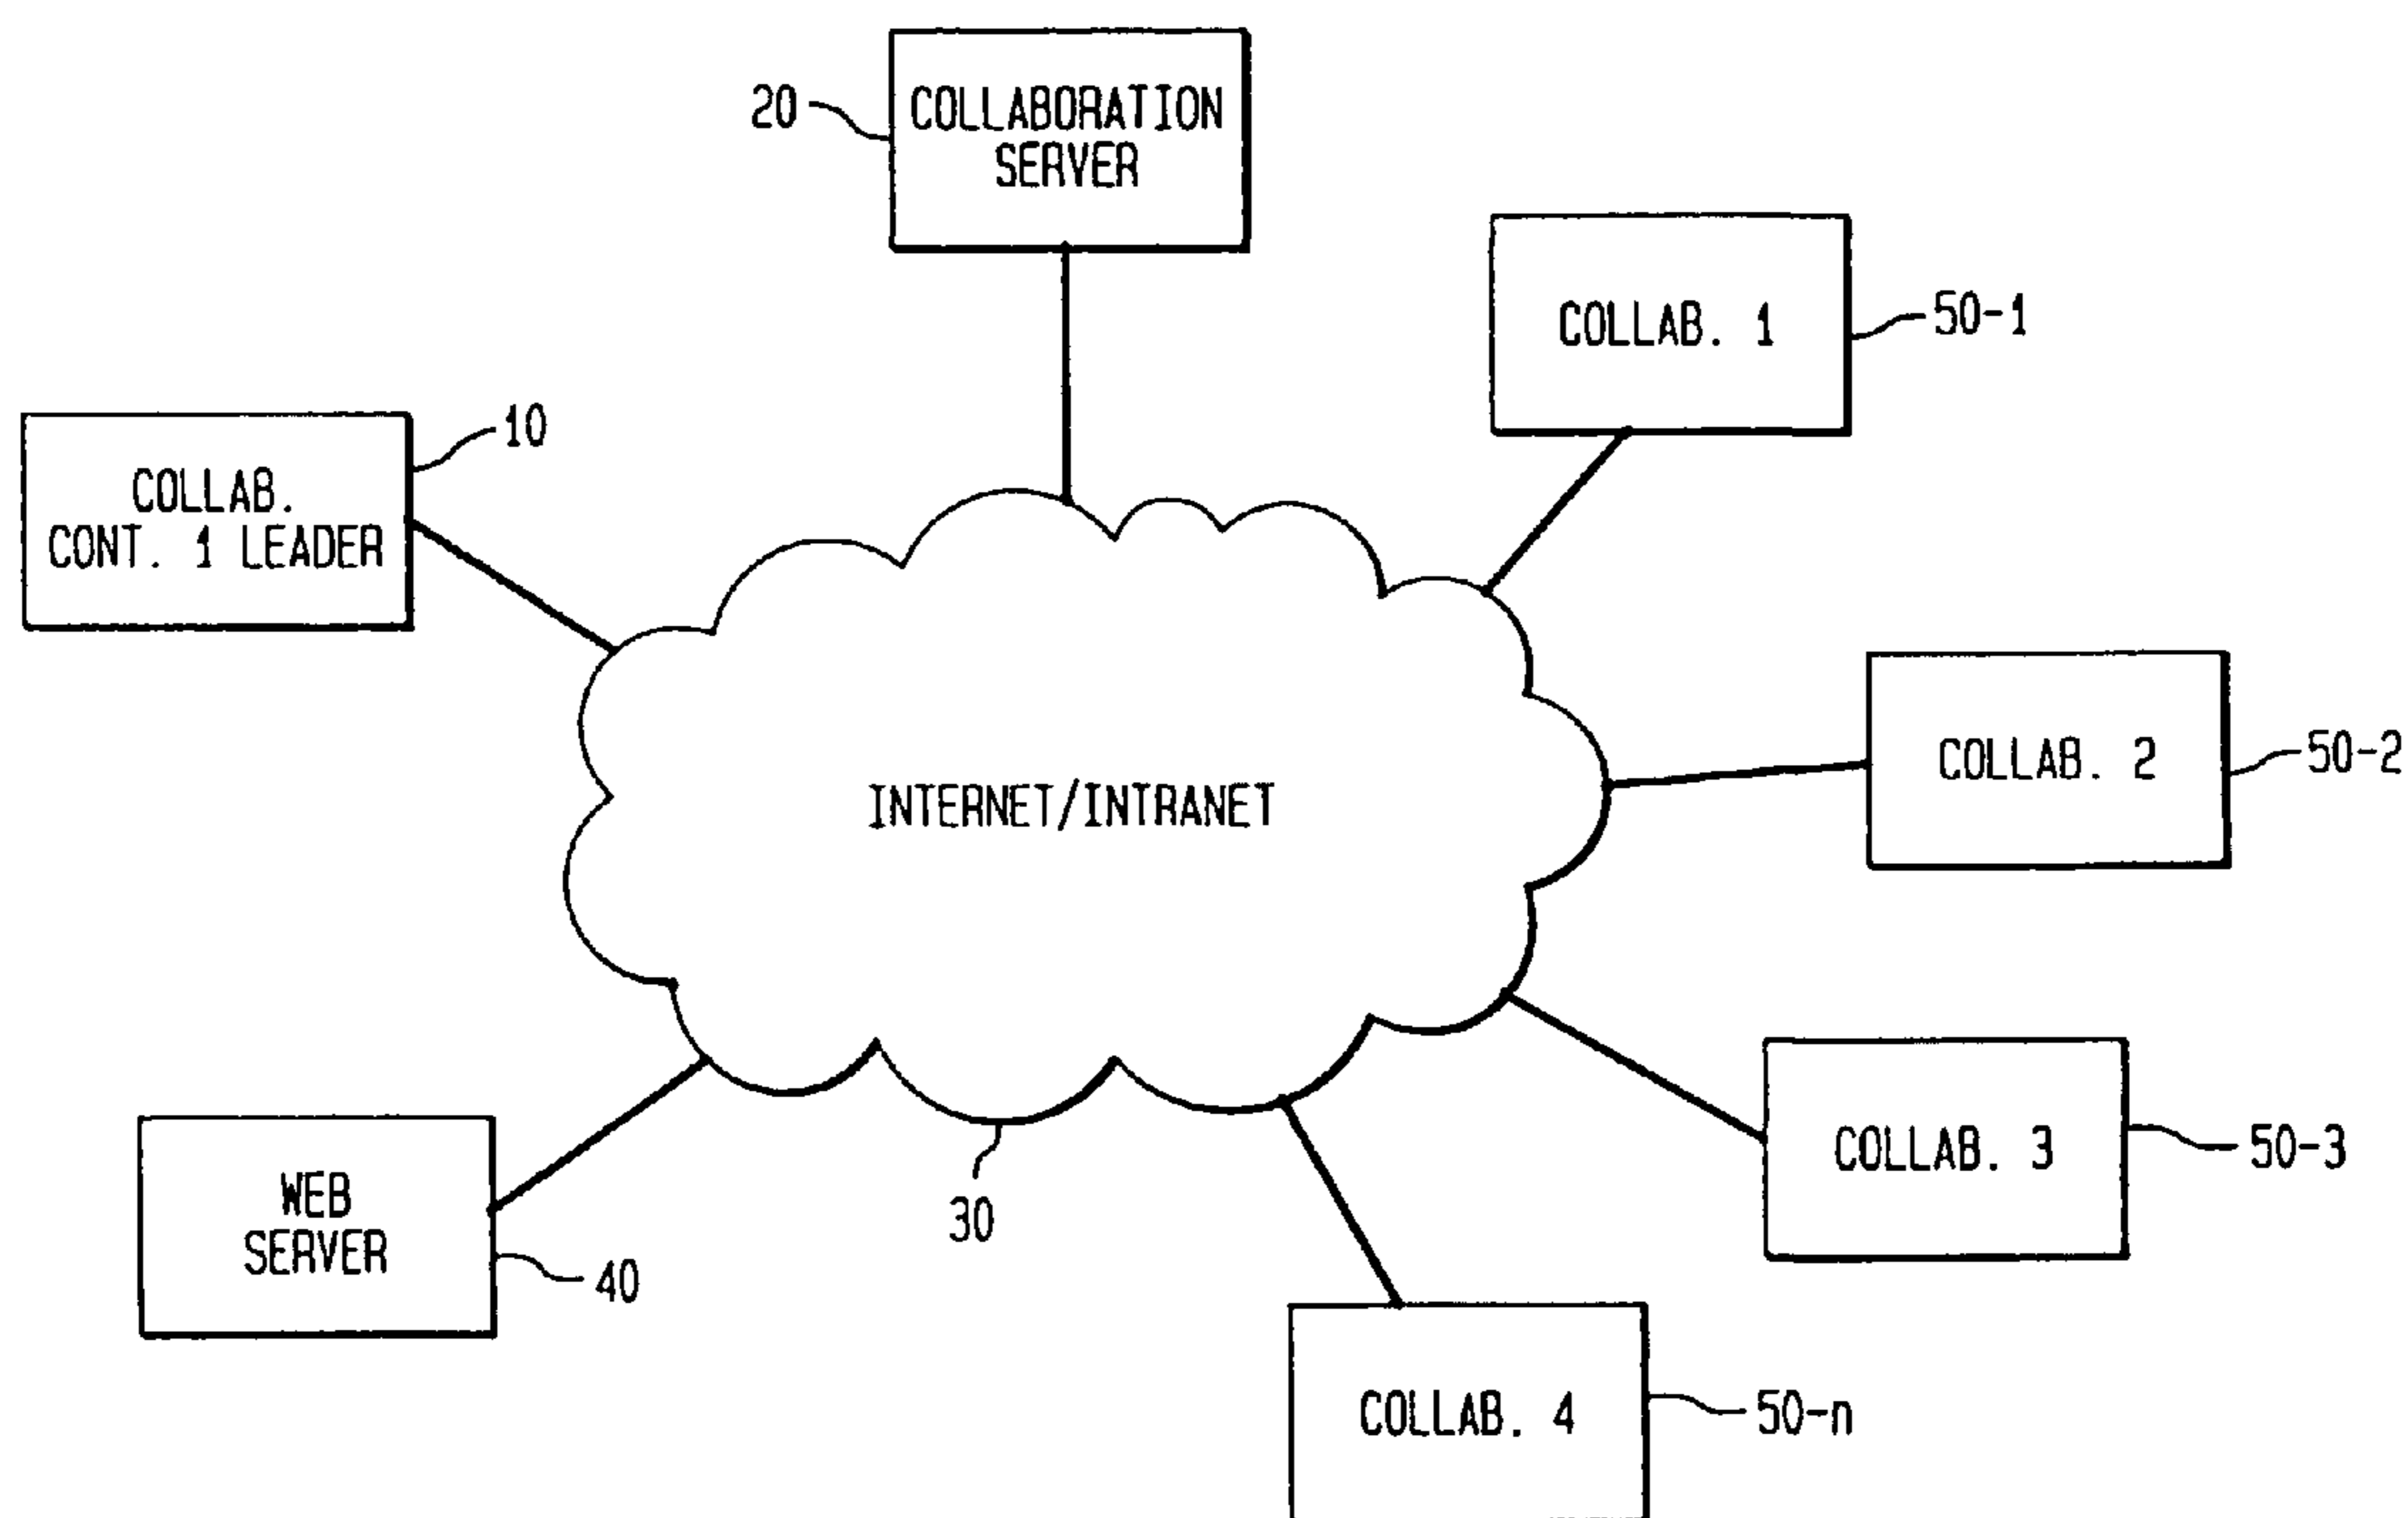 20
COLLABORATION
SERVER
COLLAB. 1
50-1
10
COLLAB.
CONT. 1 LEADER
COLLAB. 2
50-2
INTERNET/INTRANET
COLLAB. 3
50-3
WEB
SERVER
40
30
COLLAB. 4
50-n